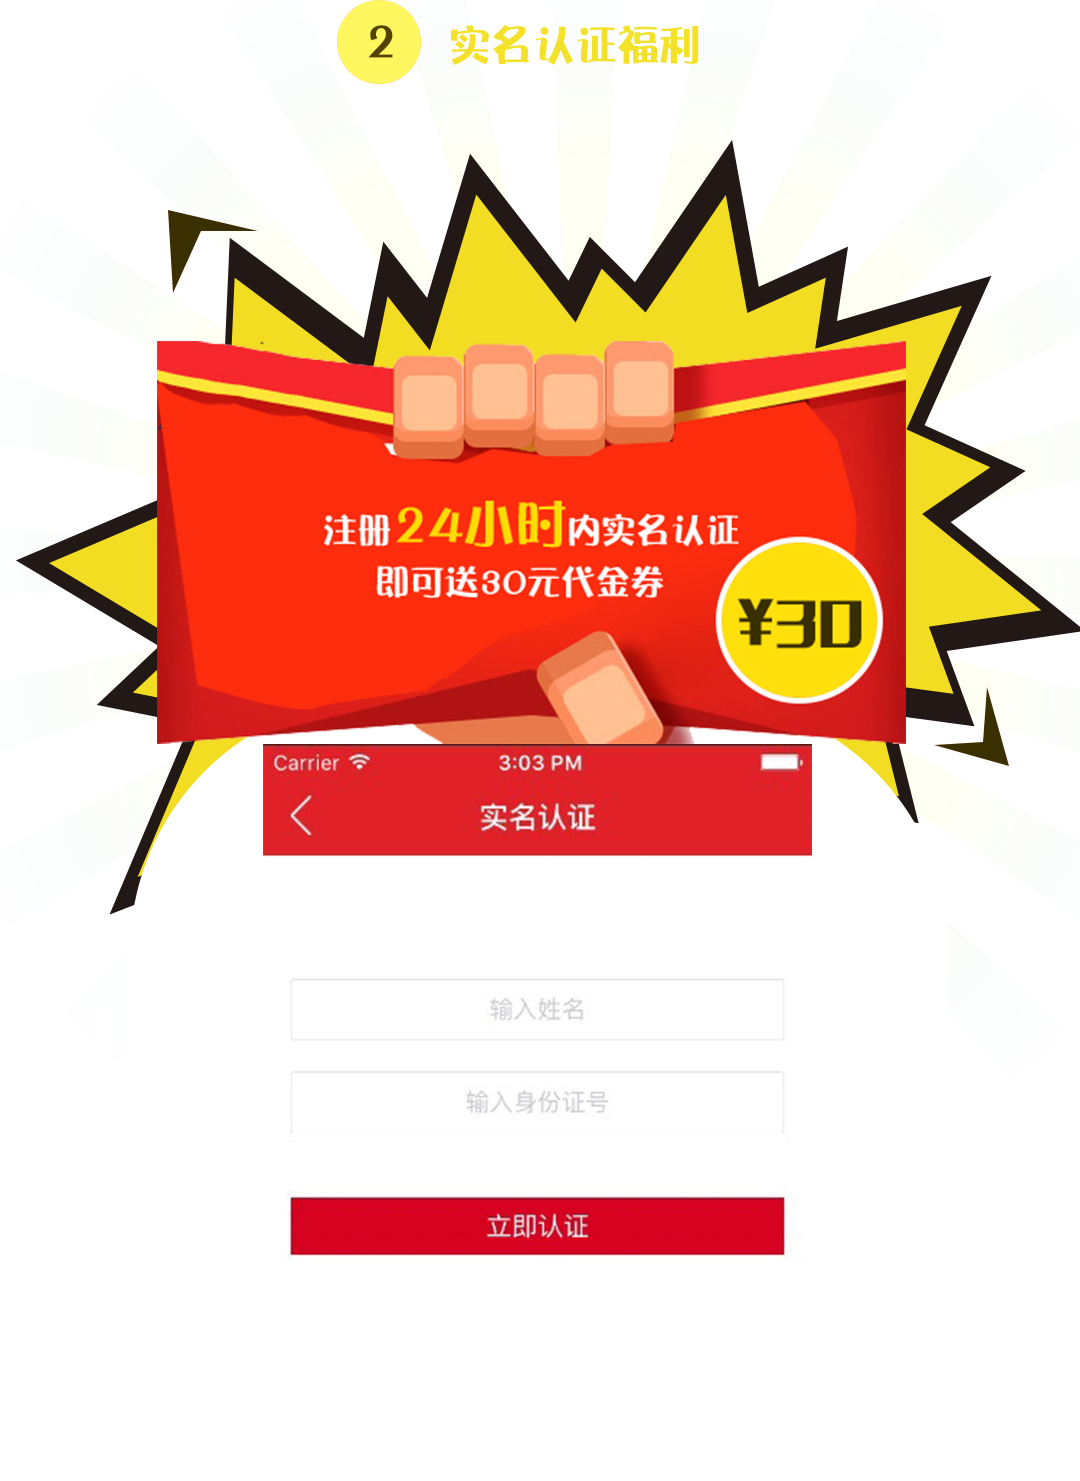 2 实名认证福利
注册24小时内实名认证
即可送30元代金券
¥30
Carrier 3:03 PM
实名认证
输入姓名
输入身份证号
立即认证